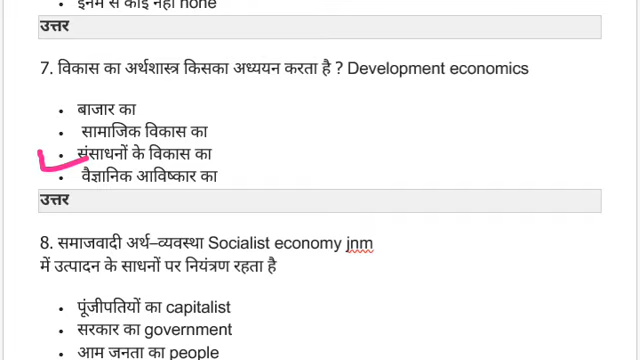 इनमें से कोई नहीं none
उत्तर
7. विकास का अर्थशास्त्र किसका अध्ययन करता है ? Development economics
• बाजार का
• सामाजिक विकास का
• संसाधनों के विकास का
• वैज्ञानिक आविष्कार का
उत्तर
8. समाजवादी अर्थ–व्यवस्था Socialist economy jnm
में उत्पादन के साधनों पर नियंत्रण रहता है
• पूंजीपतियों का capitalist
• सरकार का government
• आम जनता का people